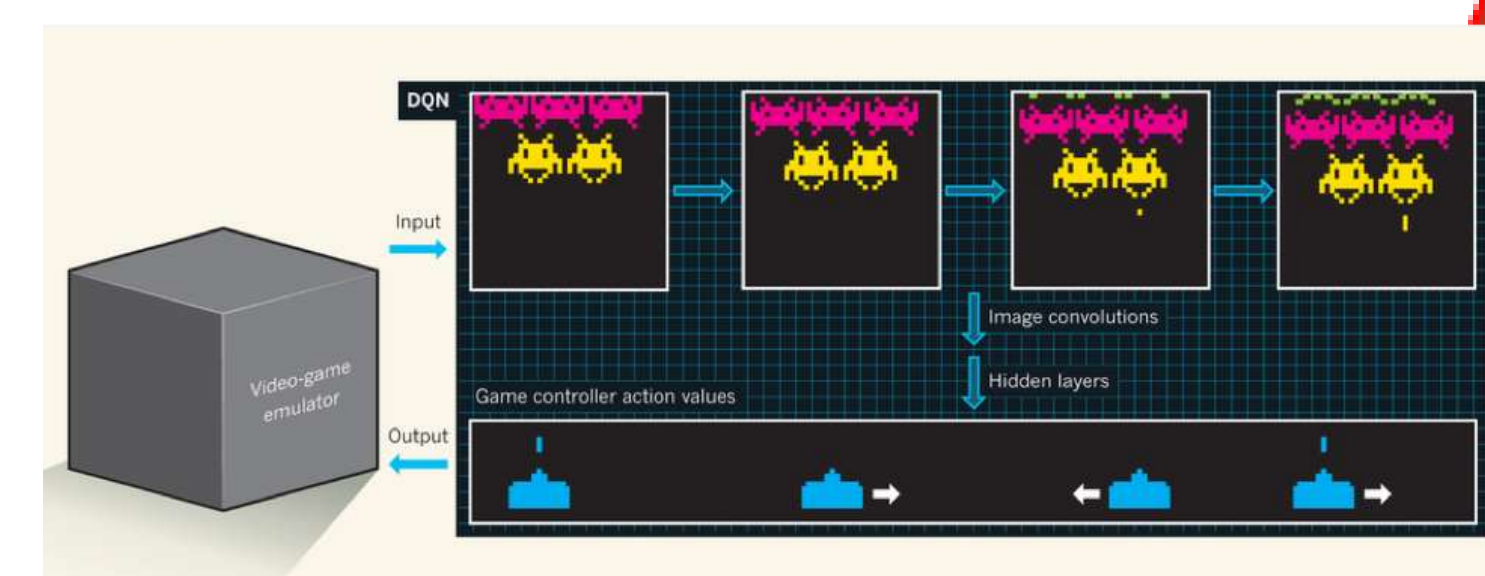 DQN
Input
Image convolutions
Video-game
emulator
Hidden layers
Game controller action values
Output